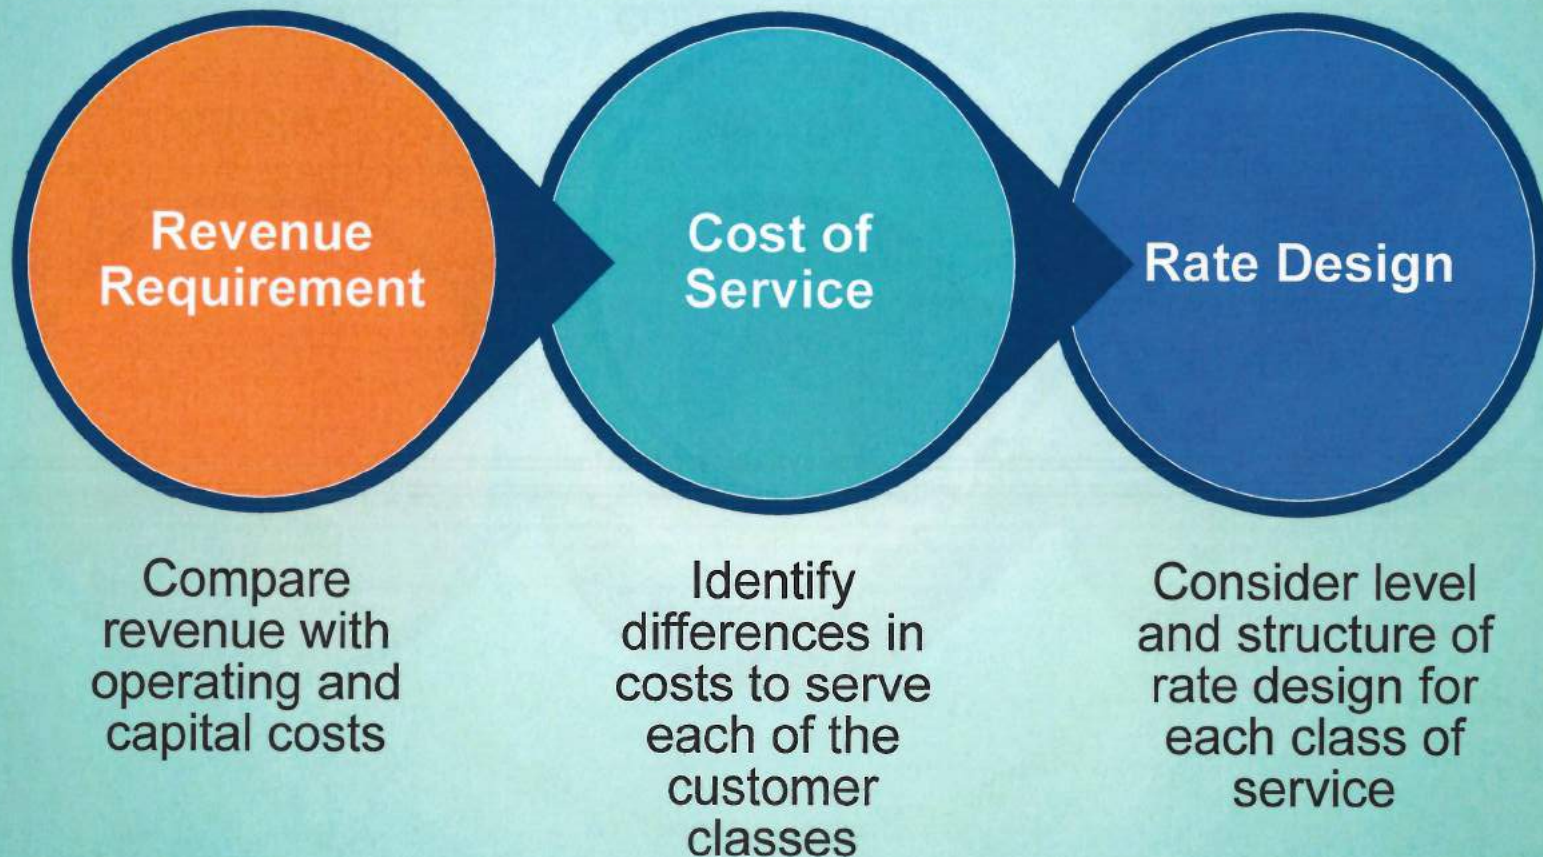 Revenue
Requirement
Cost of
Service
Rate Design
Compare
revenue with
operating and
capital costs
Identify
differences in
costs to serve
each of the
customer
classes
Consider level
and structure of
rate design for
each class of
service